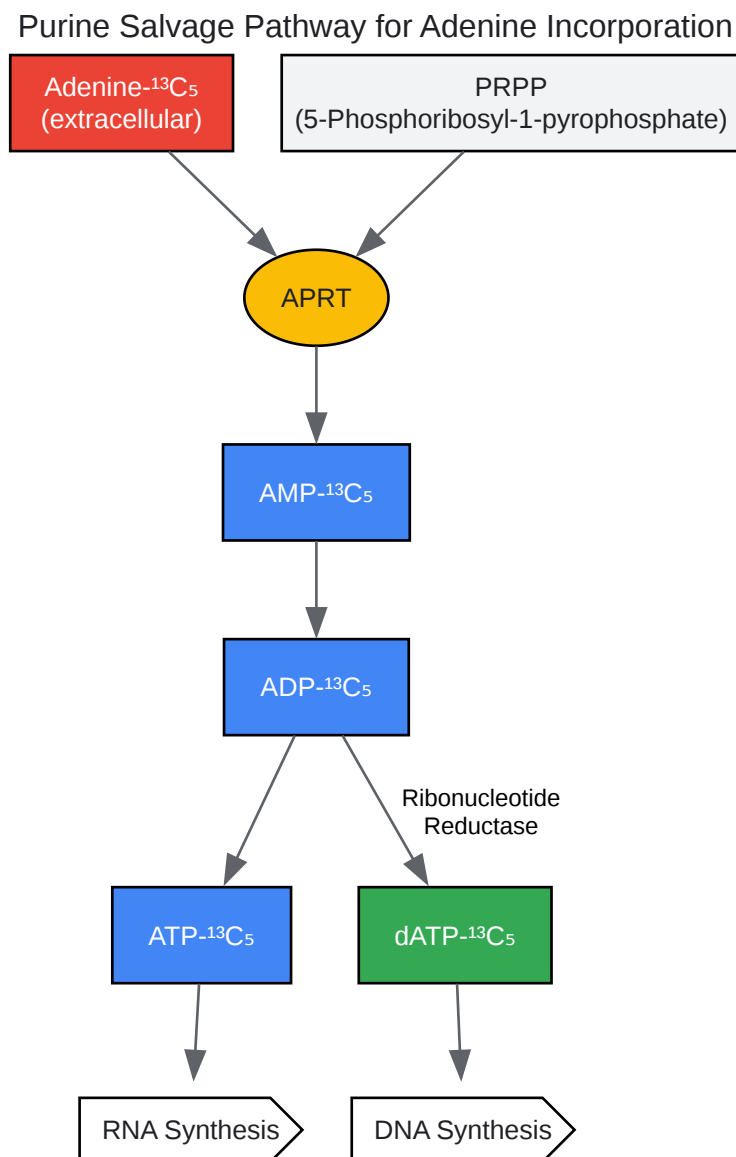 Purine Salvage Pathway for Adenine Incorporation
Adenine-¹³C₅
(extracellular)
PRPP
(5-Phosphoribosyl-1-pyrophosphate)
APRT
AMP-¹³C₅
ADP-¹³C₅
Ribonucleotide
Reductase
ATP-¹³C₅
dATP-¹³C₅
RNA Synthesis
DNA Synthesis